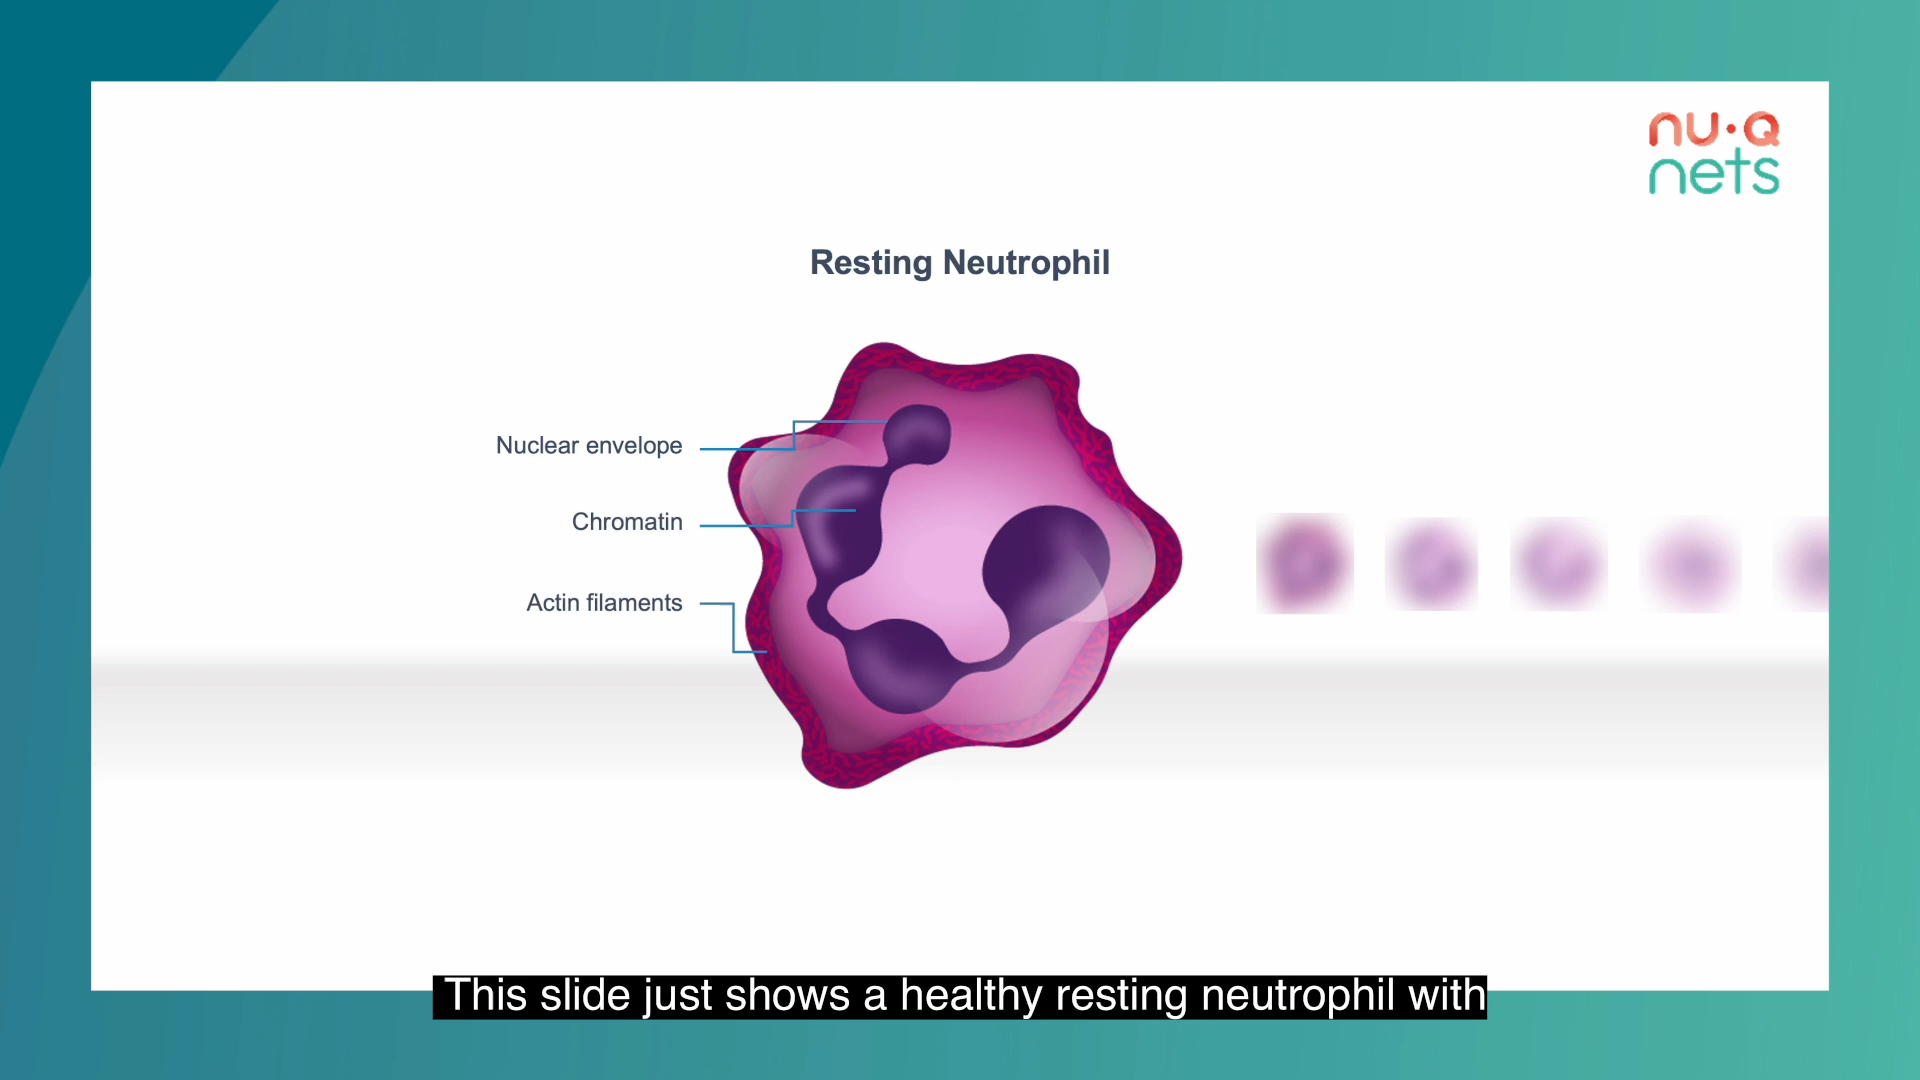 nu.Q
nets
Resting Neutrophil
Nuclear envelope
Chromatin
Actin filaments
This slide just shows a healthy resting neutrophil with